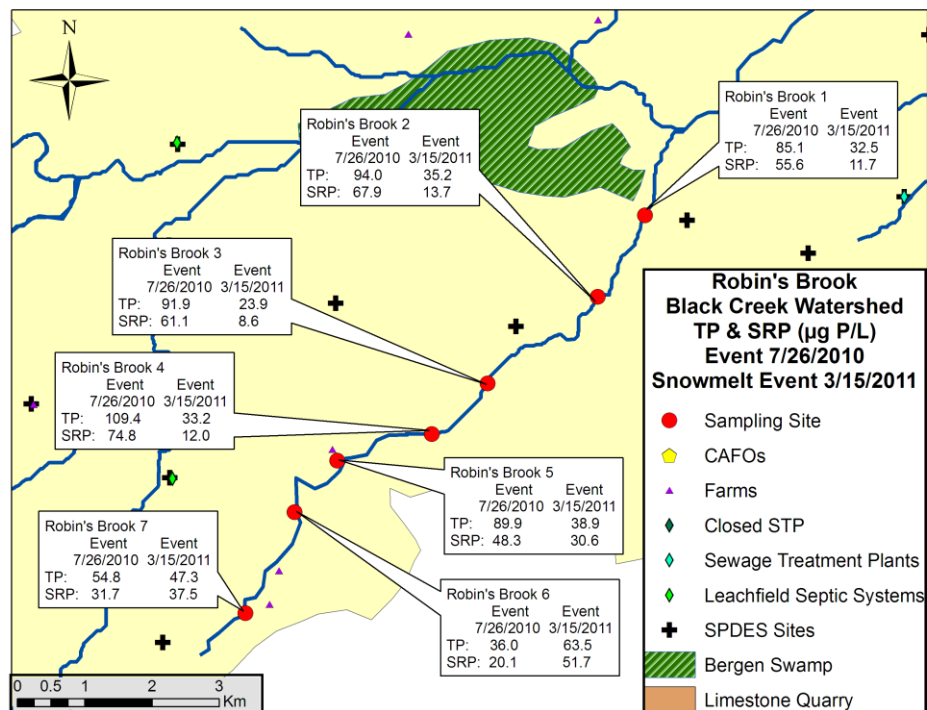 N
Robin's Brook 1
Event Event
7/26/2010 3/15/2011
TP: 85.1 32.5
SRP: 55.6 11.7
Robin's Brook 2
Event Event
7/26/2010 3/15/2011
TP: 94.0 35.2
SRP: 67.9 13.7
Robin's Brook 3
Event Event
7/26/2010 3/15/2011
TP: 91.9 23.9
SRP: 61.1 8.6
Robin's Brook 4
Event Event
7/26/2010 3/15/2011
TP: 109.4 33.2
SRP: 74.8 12.0
Robin's Brook 5
Event Event
7/26/2010 3/15/2011
TP: 89.9 38.9
SRP: 48.3 30.6
Robin's Brook 7
Event Event
7/26/2010 3/15/2011
TP: 54.8 47.3
SRP: 31.7 37.5
Robin's Brook 6
Event Event
7/26/2010 3/15/2011
TP: 36.0 63.5
SRP: 20.1 51.7
Robin's Brook
Black Creek Watershed
TP & SRP (µg P/L)
Event 7/26/2010
Snowmelt Event 3/15/2011
Sampling Site
CAFOs
Farms
Closed STP
Sewage Treatment Plants
Leachfield Septic Systems
SPDES Sites
Bergen Swamp
Limestone Quarry
0 0.5 1 2 3
Km